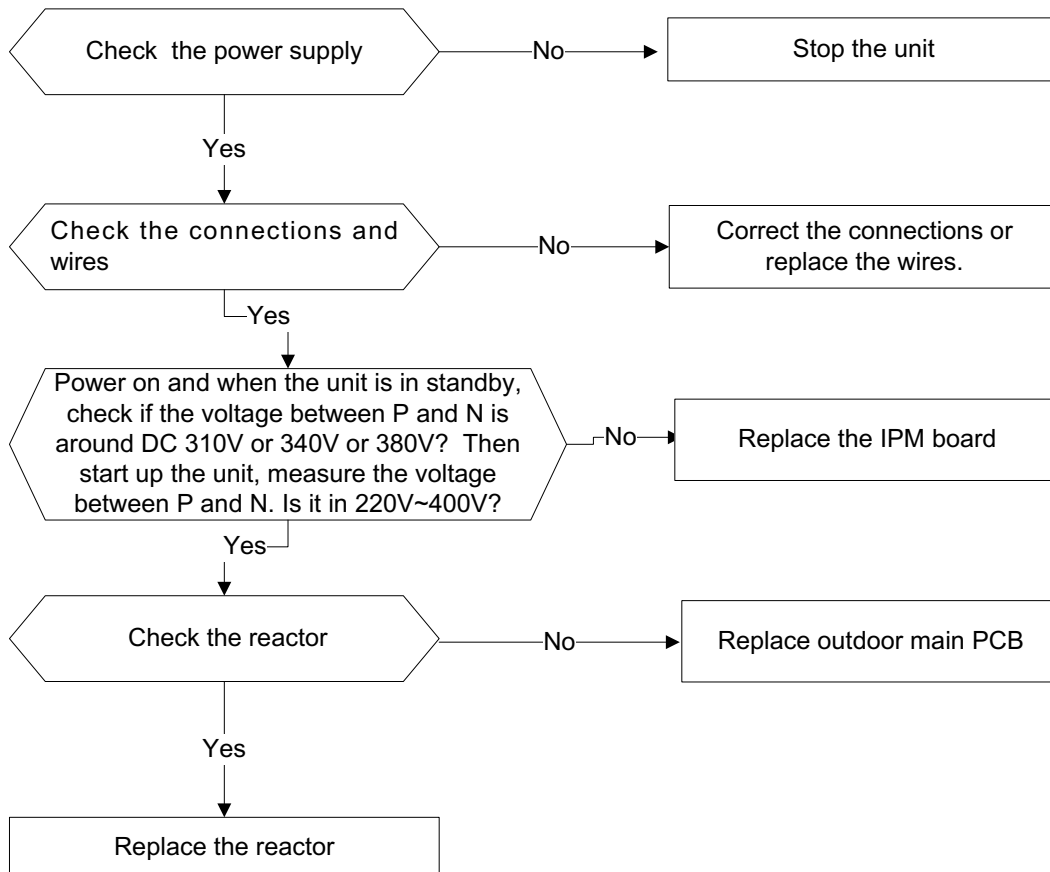 Check the power supply
No
Stop the unit
Yes
Check the connections and
wires
No
Correct the connections or
replace the wires.
Yes
Power on and when the unit is in standby,
check if the voltage between P and N is
around DC 310V or 340V or 380V? Then
start up the unit, measure the voltage
between P and N. Is it in 220V~400V?
No
Replace the IPM board
Yes
Check the reactor
No
Replace outdoor main PCB
Yes
Replace the reactor